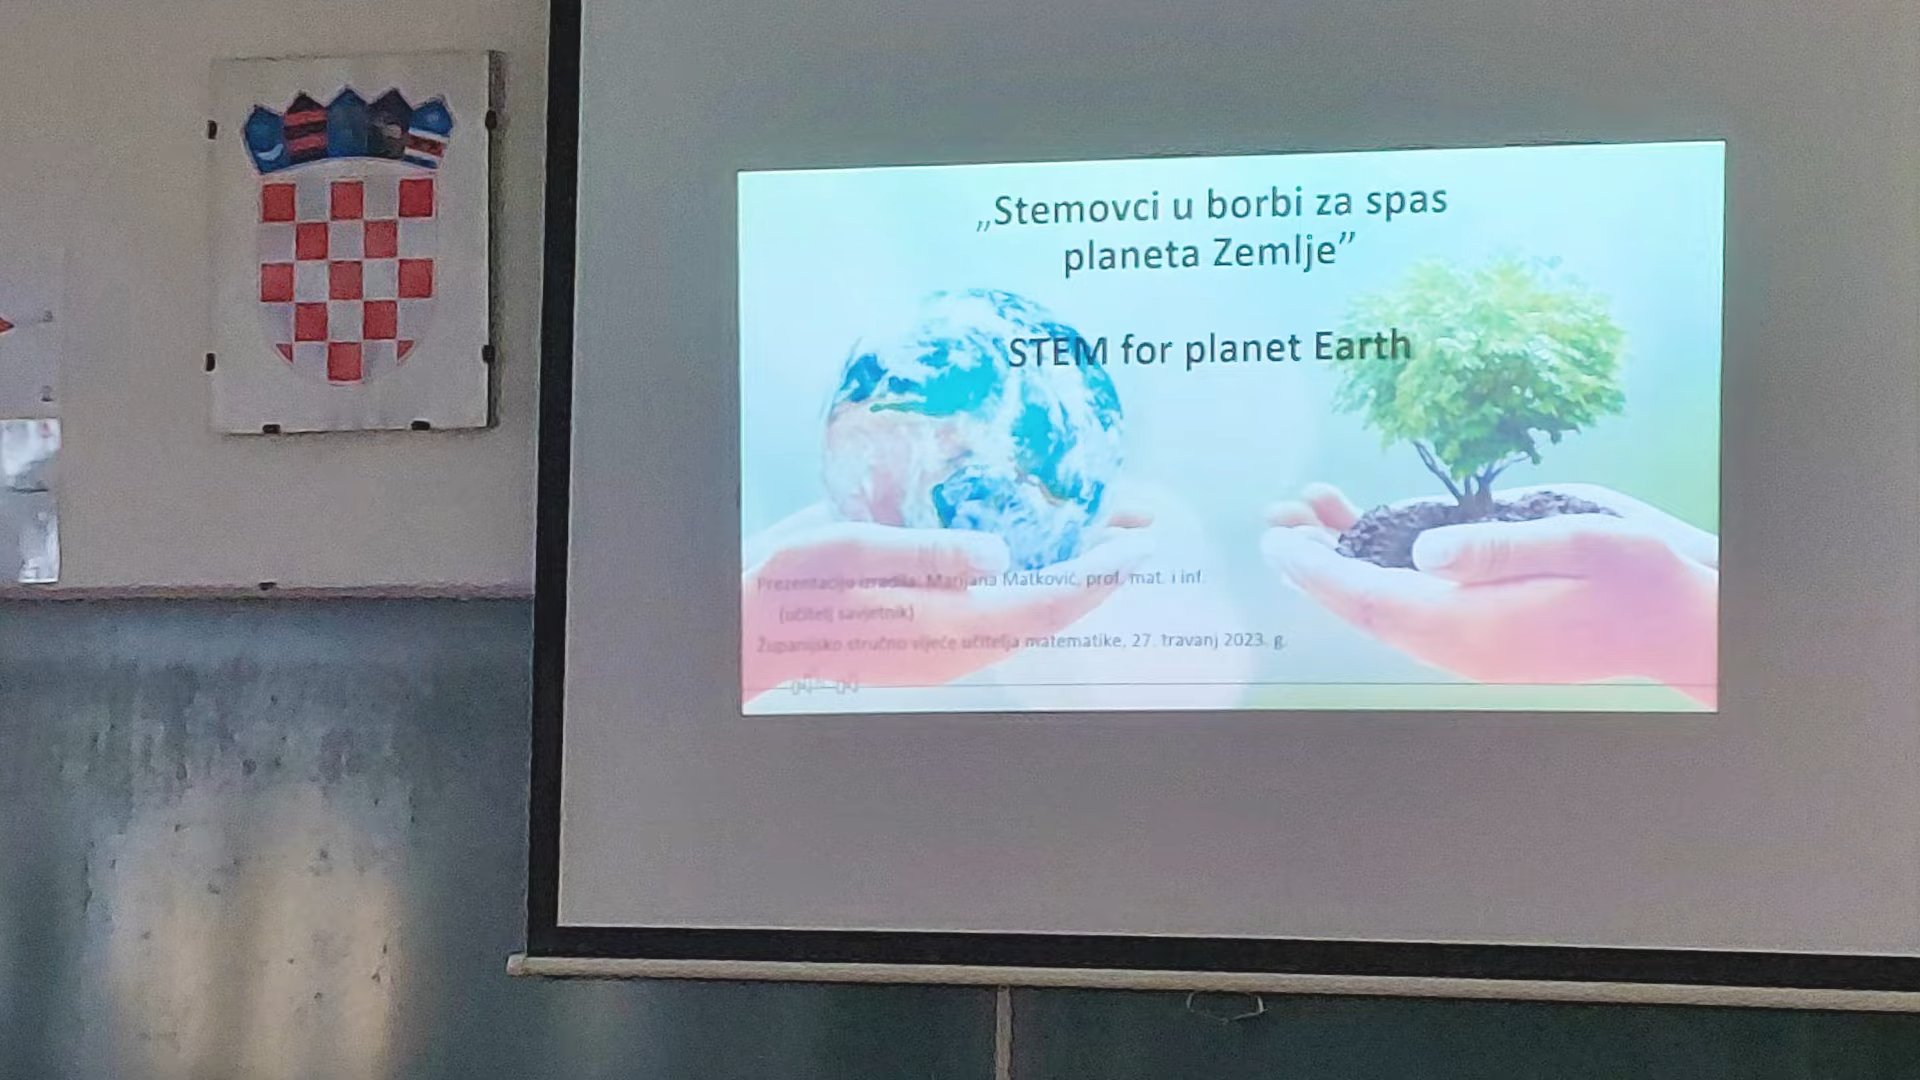 „Stemovci u borbi za spas
planeta Zemlje”
STEM for planet Earth
Prezentaciju izradila: Marijana Matković, prof. mat. i inf.
(učitelj savjetnik)
Županijsko stručno vijeće učitelja matematike, 27. travanj 2023. g.